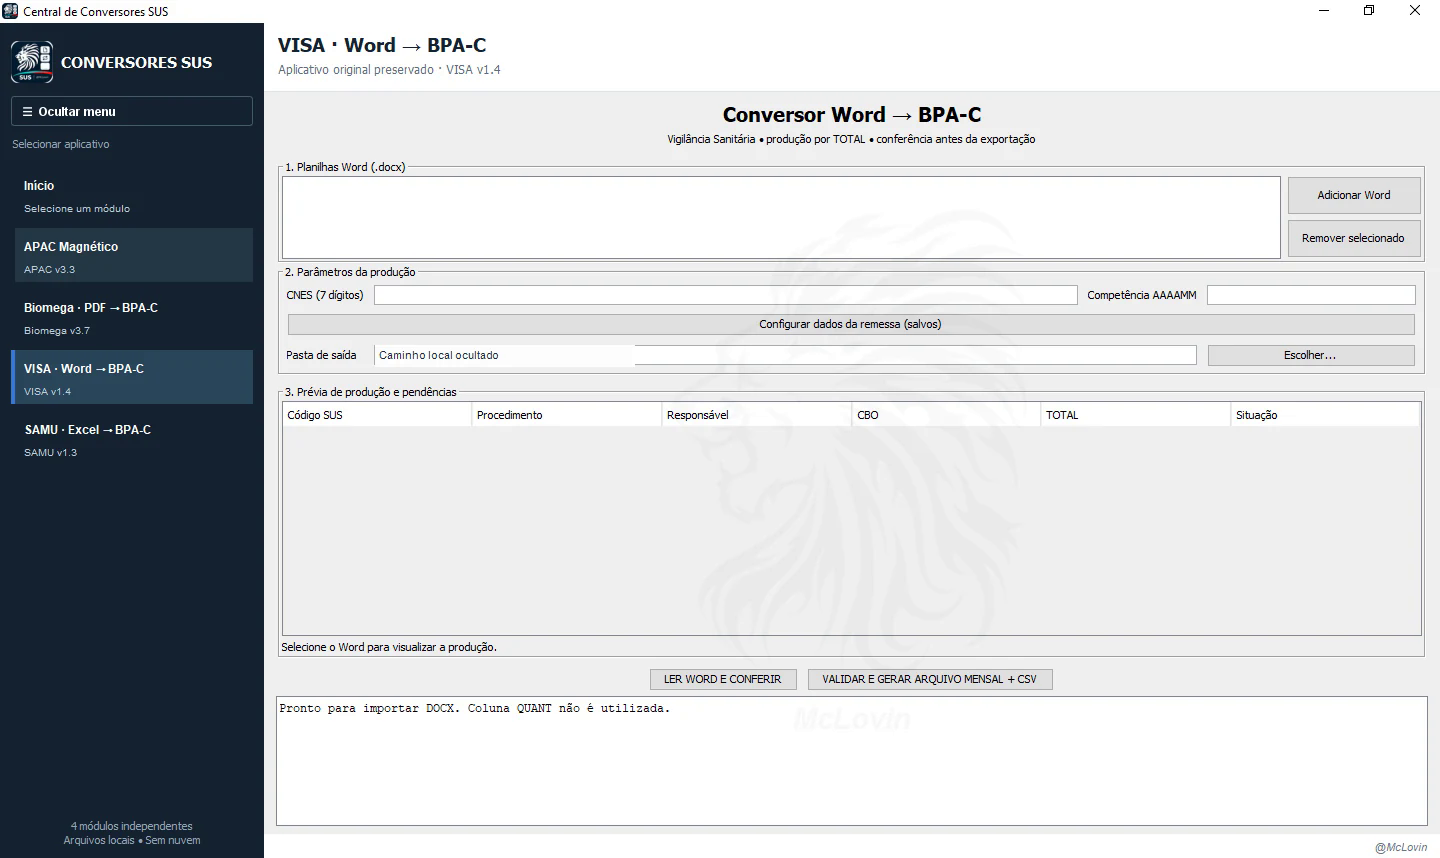 Central de Conversores SUS
SUS
CONVERSORES SUS
☰ Ocultar menu
Selecionar aplicativo
Início
Selecione um módulo
APAC Magnético
APAC v3.3
Biomega · PDF → BPA-C
Biomega v3.7
VISA · Word → BPA-C
VISA v1.4
SAMU · Excel → BPA-C
SAMU v1.3
4 módulos independentes
Arquivos locais • Sem nuvem
VISA · Word → BPA-C
Aplicativo original preservado · VISA v1.4
Conversor Word → BPA-C
Vigilância Sanitária • produção por TOTAL • conferência antes da exportação
1. Planilhas Word (.docx)
Adicionar Word
Remover selecionado
2. Parâmetros da produção
CNES (7 dígitos)
Competência AAAAMM
Configurar dados da remessa (salvos)
Pasta de saída
Caminho local ocultado
Escolher...
3. Prévia de produção e pendências
Código SUS Procedimento Responsável CBO TOTAL Situação
Selecione o Word para visualizar a produção.
LER WORD E CONFERIR
VALIDAR E GERAR ARQUIVO MENSAL + CSV
Pronto para importar DOCX. Coluna QUANT não é utilizada.
McLovin
@McLovin